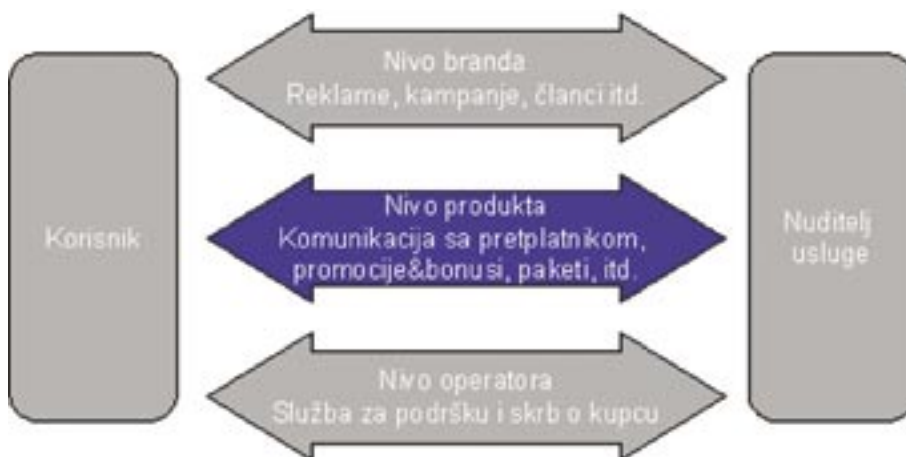 Nivo branda
Reklame, kampanje, članci itd.
Korisnik
Nivo produkta
Komunikacija sa pretplatnikom,
promocije&bonusi, paketi, itd.
Nuditelj
usluge
Nivo operatora
Služba za podršku i skrb o kupcu